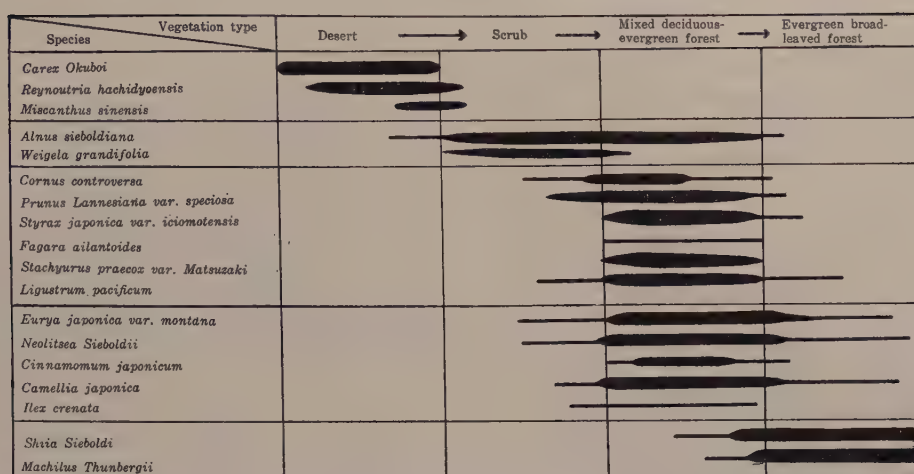 Vegetation type
Species
Desert
Scrub
Mixed deciduous-
evergreen forest
Evergreen broad-
leaved forest
Carex Okuboi
Reynoutria hachidyoensis
Miscanthus sinensis
Alnus sieboldiana
Weigela grandifolia
Cornus controversa
Prunus Lannesiana var. speciosa
Styrax japonica var. iciomotensis
Fagara ailantoides
Stachyurus praecox var. Matsuzaki
Ligustrum pacificum
Eurya japonica var. montana
Neolitsea Sieboldii
Cinnamomum japonicum
Camellia japonica
Ilex crenata
Shiia Sieboldi
Machilus Thunbergii